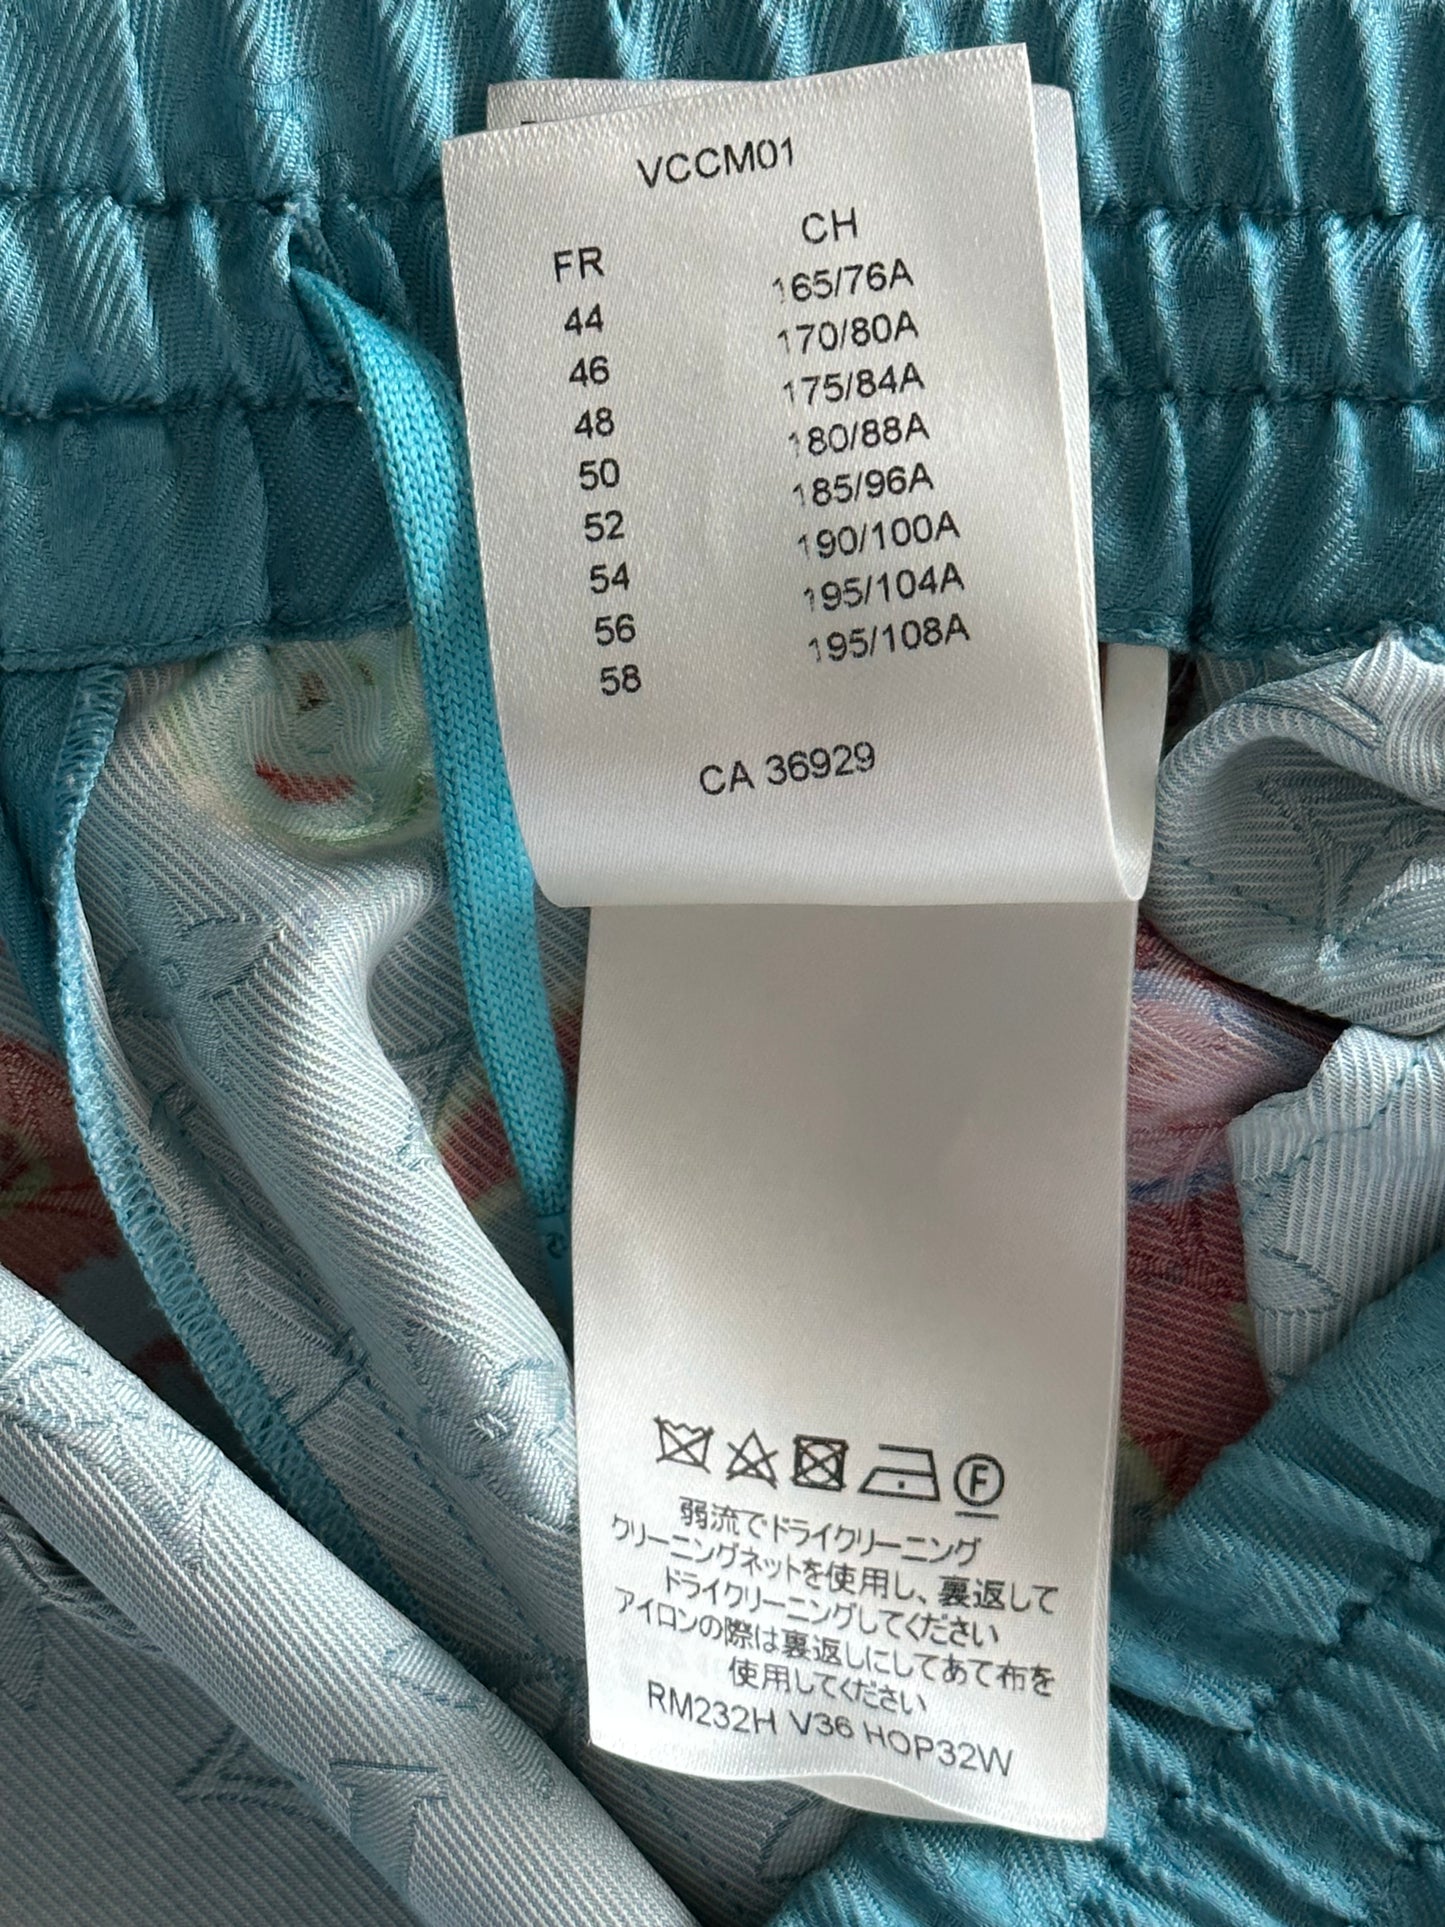 VCCM01
FR CH
44 165/76A
46 170/80A
48 175/84A
50 180/88A
52 185/96A
54 190/100A
56 195/104A
58 195/108A
CA 36929
F
弱流でドライクリーニング
クリーニングネットを使用し、裏返して
ドライクリーニングしてください
アイロンの際は裏返しにしてあて布を
使用してください
RM232H V36 HOP32W